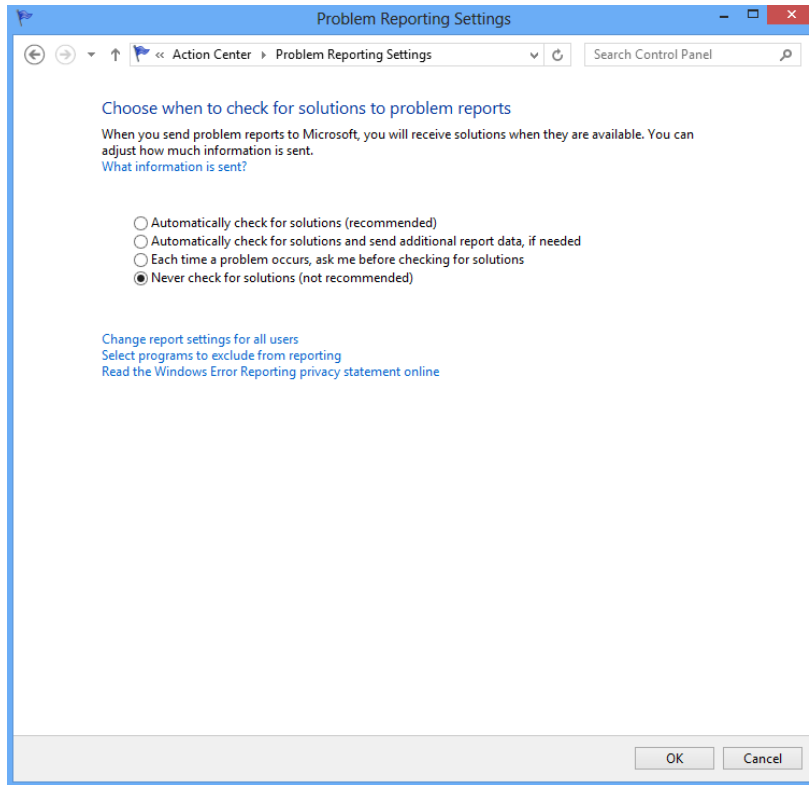 Problem Reporting Settings
« Action Center Problem Reporting Settings Search Control Panel
Choose when to check for solutions to problem reports
When you send problem reports to Microsoft, you will receive solutions when they are available. You can
adjust how much information is sent.
What information is sent?
Automatically check for solutions (recommended)
Automatically check for solutions and send additional report data, if needed
Each time a problem occurs, ask me before checking for solutions
Never check for solutions (not recommended)
Change report settings for all users
Select programs to exclude from reporting
Read the Windows Error Reporting privacy statement online
OK Cancel